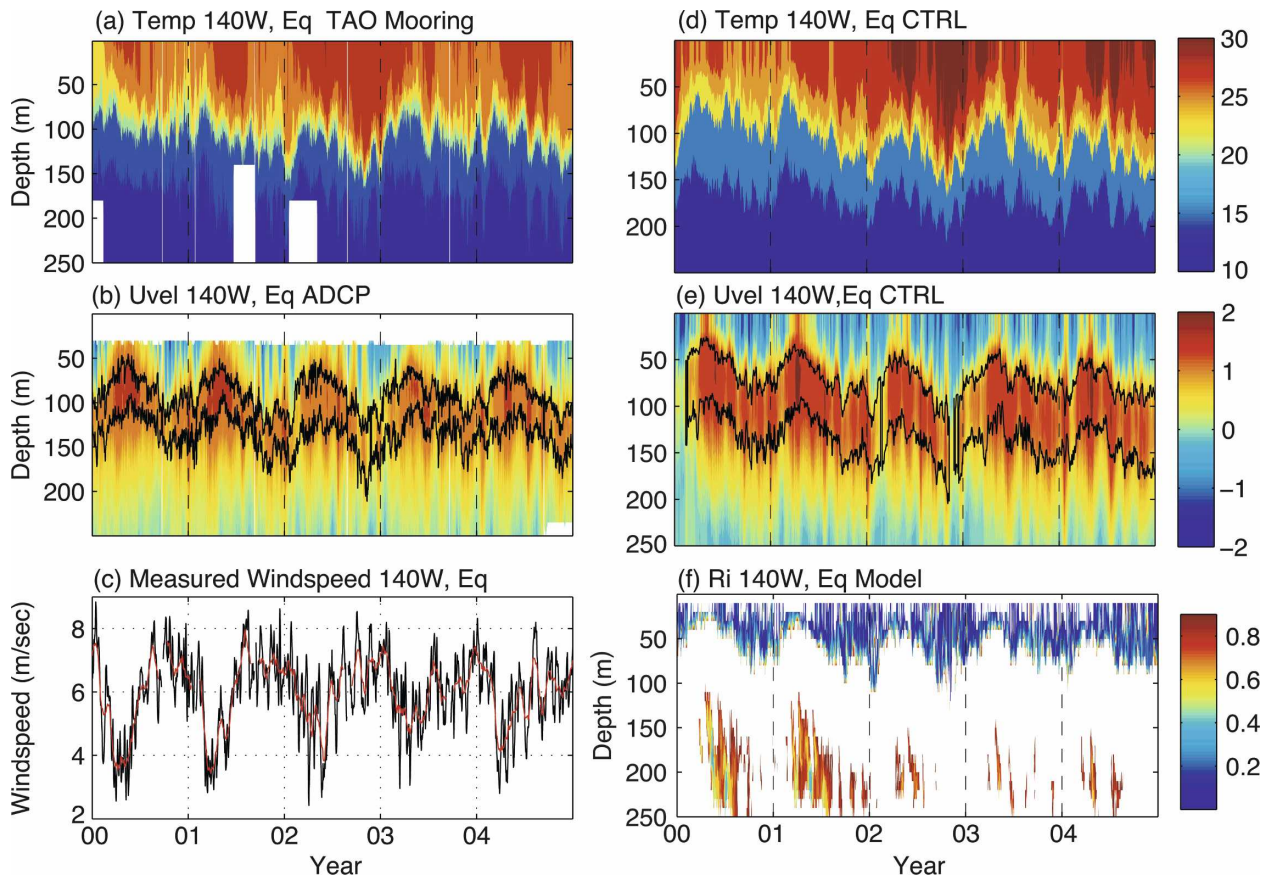 (a) Temp 140W, Eq TAO Mooring
Depth (m)
50
100
150
200
250
(d) Temp 140W, Eq CTRL
50
100
150
200
30
25
20
15
10
(b) Uvel 140W, Eq ADCP
Depth (m)
50
100
150
200
(e) Uvel 140W,Eq CTRL
50
100
150
200
250
2
1
0
−1
−2
(c) Measured Windspeed 140W, Eq
Windspeed (m/sec)
8
6
4
2
00 01 02 03 04
Year
(f) Ri 140W, Eq Model
Depth (m)
50
100
150
200
250
00 01 02 03 04
Year
0.8
0.6
0.4
0.2